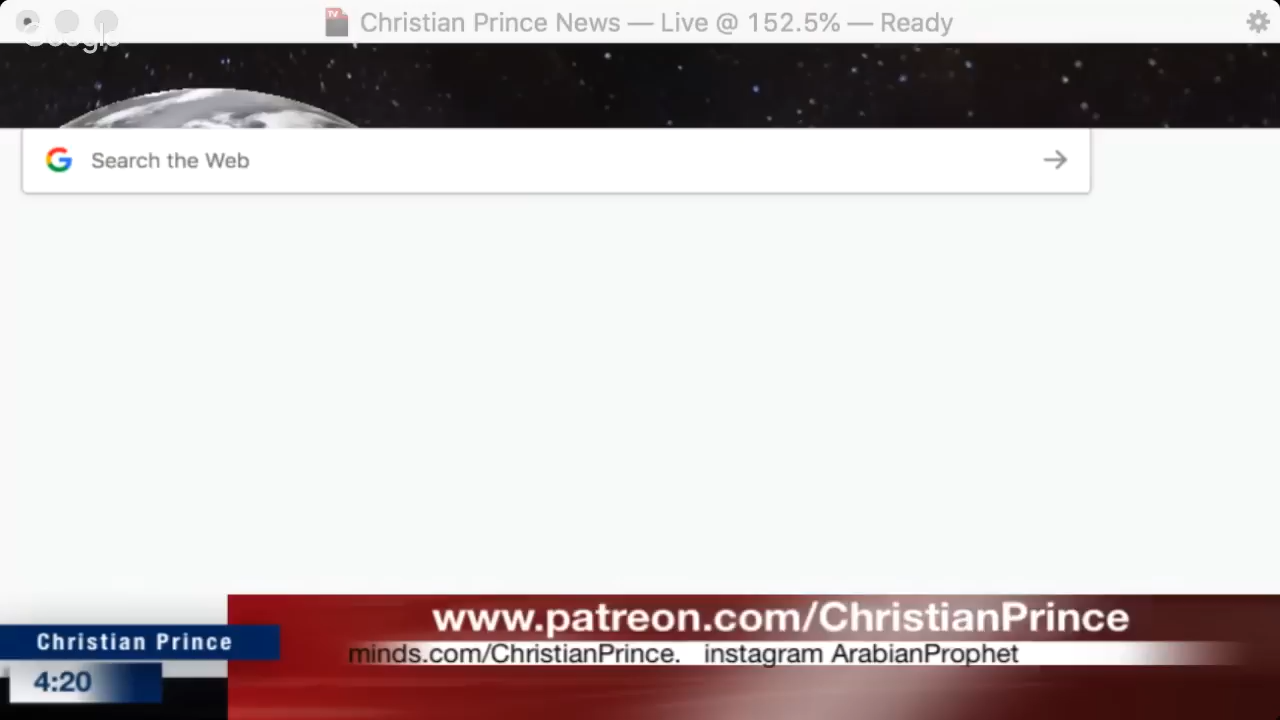 Christian Prince News — Live @ 152.5% — Ready
Google
Search the Web
www.patreon.com/ChristianPrince
Christian Prince
minds.com/ChristianPrince. instagram ArabianProphet
4:20